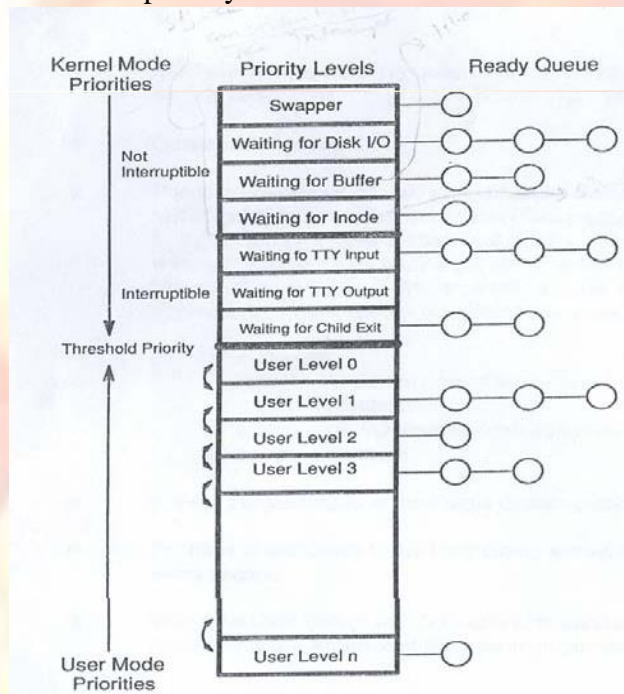 Kernel Mode Priorities
Priority Levels
Ready Queue
Swapper
Waiting for Disk I/O
Not Interruptible
Waiting for Buffer
Waiting for Inode
Waiting fo TTY Input
Interruptible
Waiting for TTY Output
Waiting for Child Exit
Threshold Priority
User Level 0
User Level 1
User Level 2
User Level 3
User Level n
User Mode Priorities